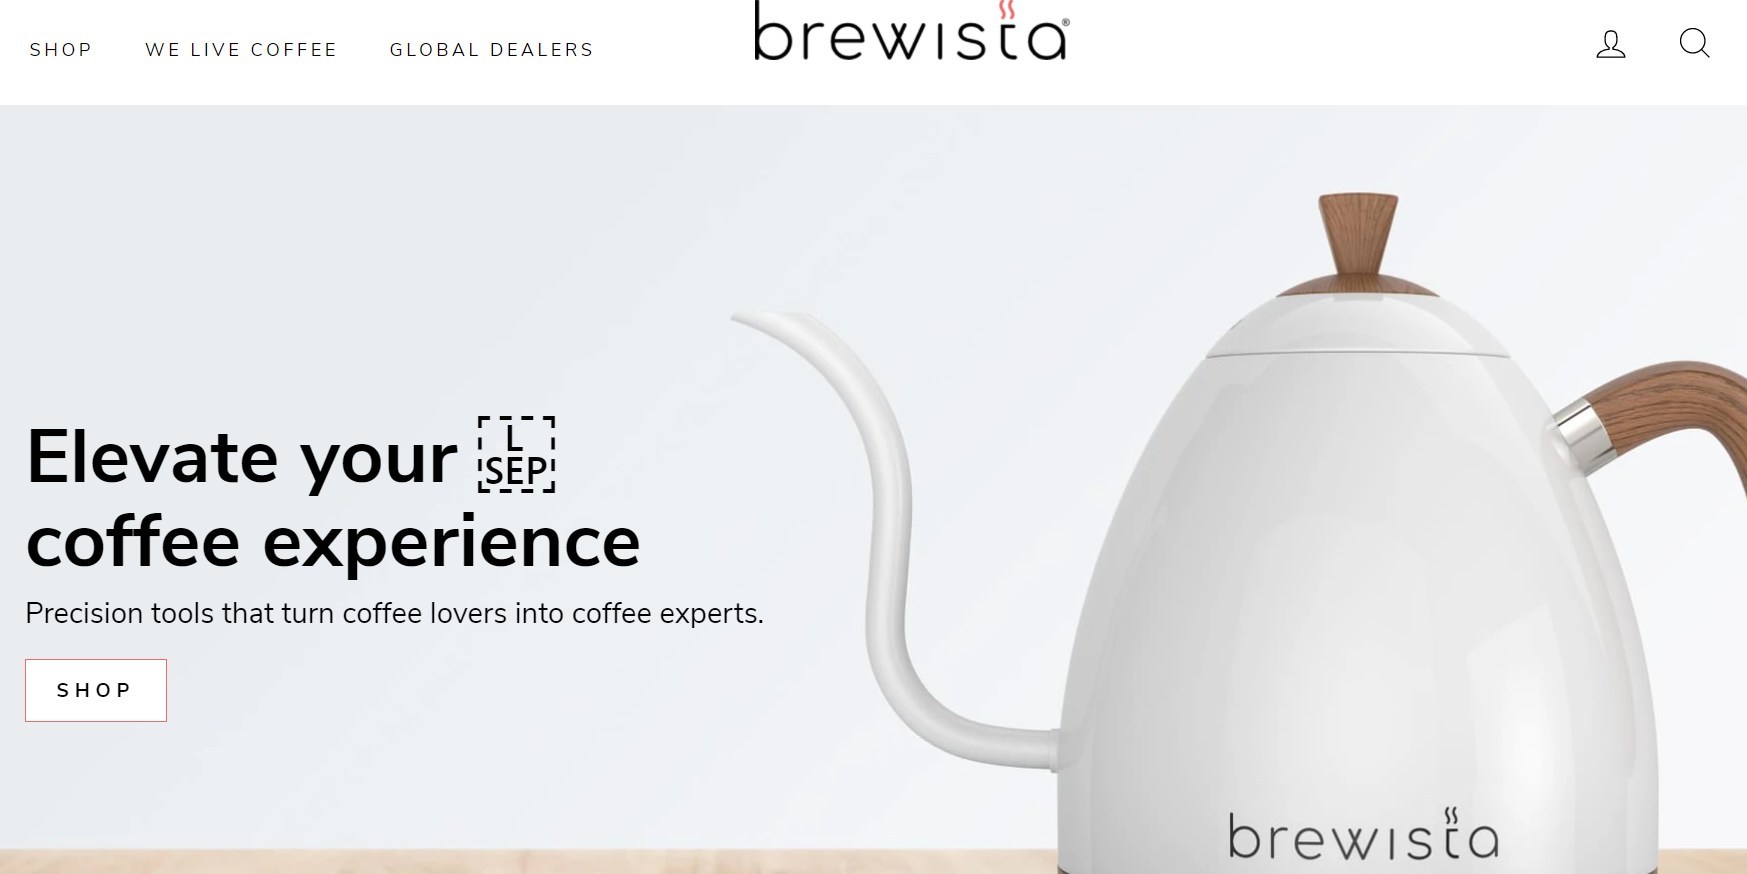 SHOP WE LIVE COFFEE GLOBAL DEALERS brewista®
Elevate your L SEP
coffee experience
Precision tools that turn coffee lovers into coffee experts.
SHOP
brewista